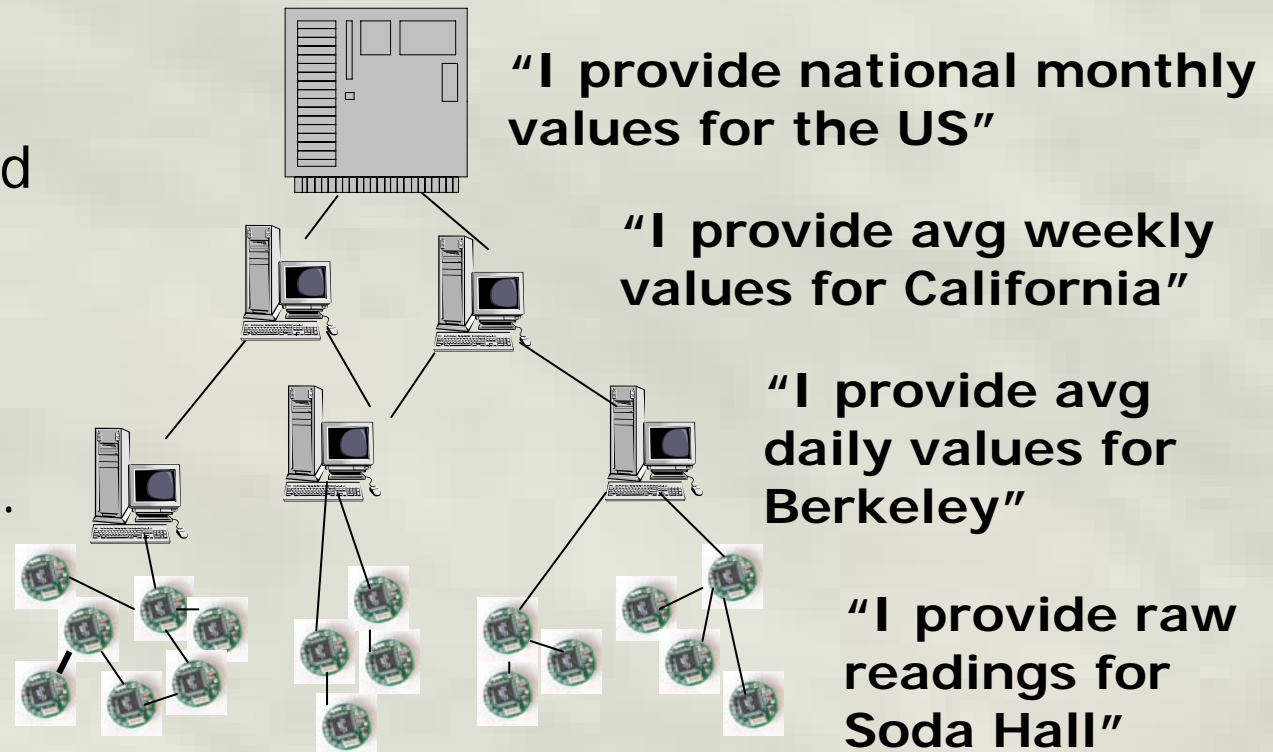 “I provide national monthly
values for the US”
d
“I provide avg weekly
values for California”
“I provide avg
daily values for
Berkeley”
.
“I provide raw
readings for
Soda Hall”